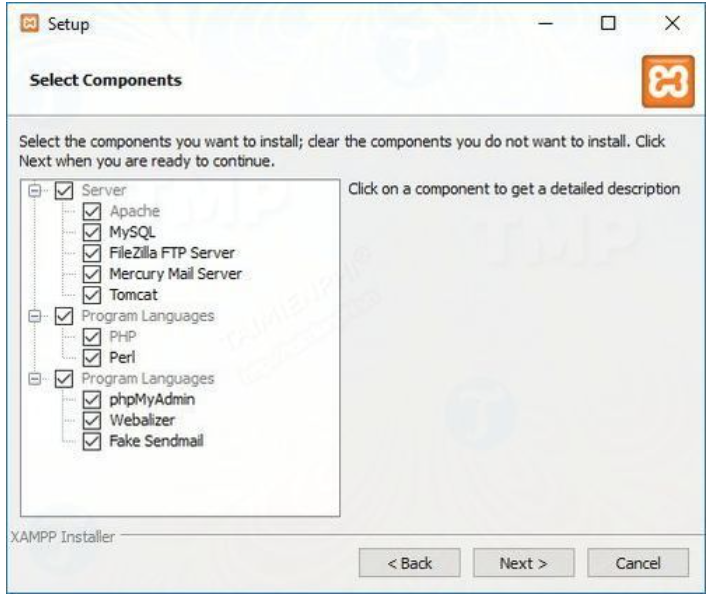 Setup
Select Components
Select the components you want to install; clear the components you do not want to install. Click
Next when you are ready to continue.
Server
Apache
MySQL
FileZilla FTP Server
Mercury Mail Server
Tomcat
Program Languages
PHP
Perl
Program Languages
phpMyAdmin
Webalizer
Fake Sendmail
Click on a component to get a detailed description
TMP
TMP
XAMPP Installer
< Back
Next >
Cancel